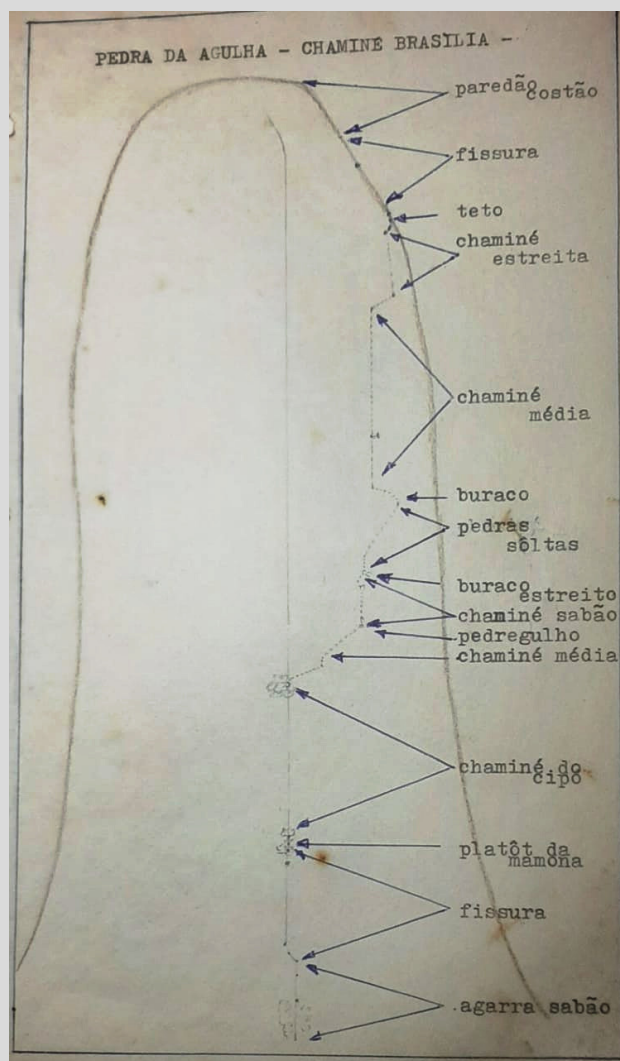 PEDRA DA AGULHA - CHAMINÉ BRASÌLIA -
paredão
costão
fissura
teto
chaminé
estreita
chaminé
média
buraco
pedras
sôltas
buraco
estreito
chaminé sabão
pedregulho
chaminé média
chaminé do
cipó
platôt da
mamona
fissura
agarra sabão